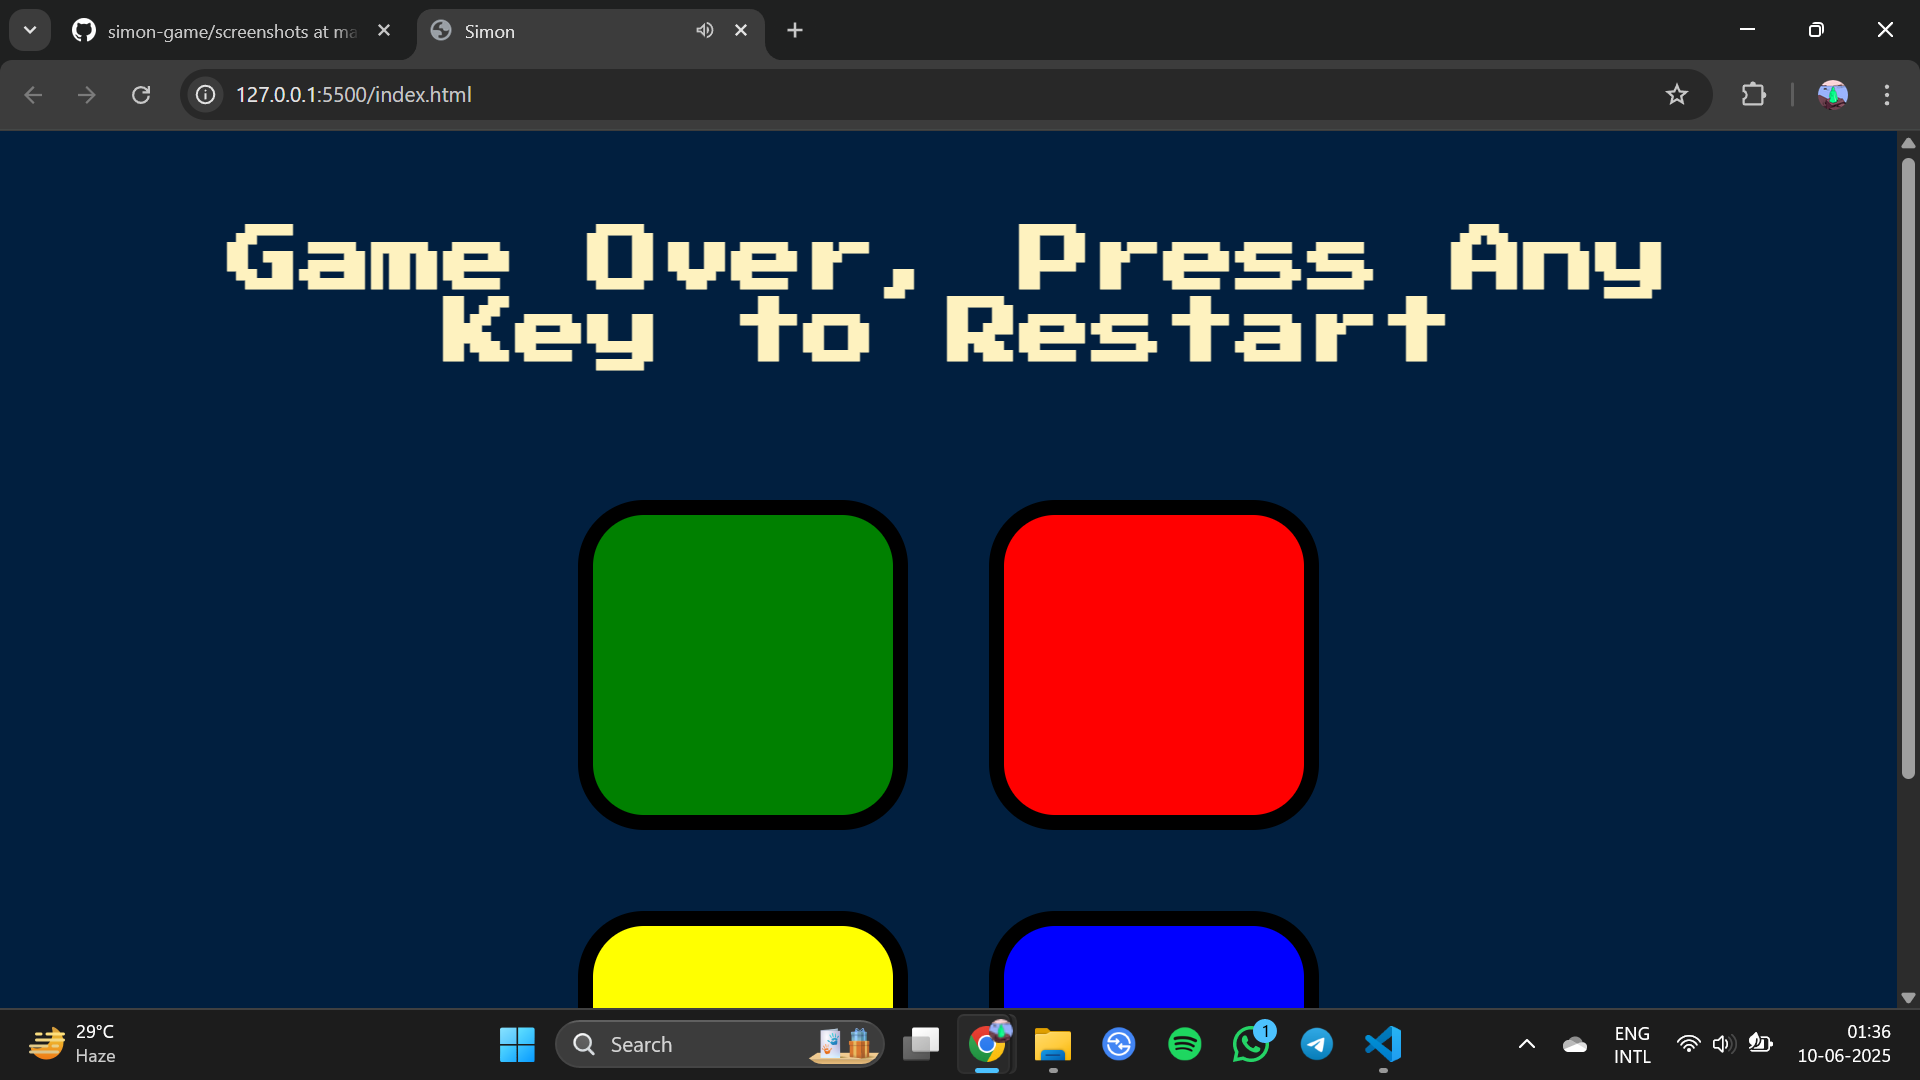 simon-game/screenshots at ma
Simon
127.0.0.1:5500/index.html
Game Over, Press Any
Key to Restart
29°C
Haze
Search
1
ENG
INTL
01:36
10-06-2025